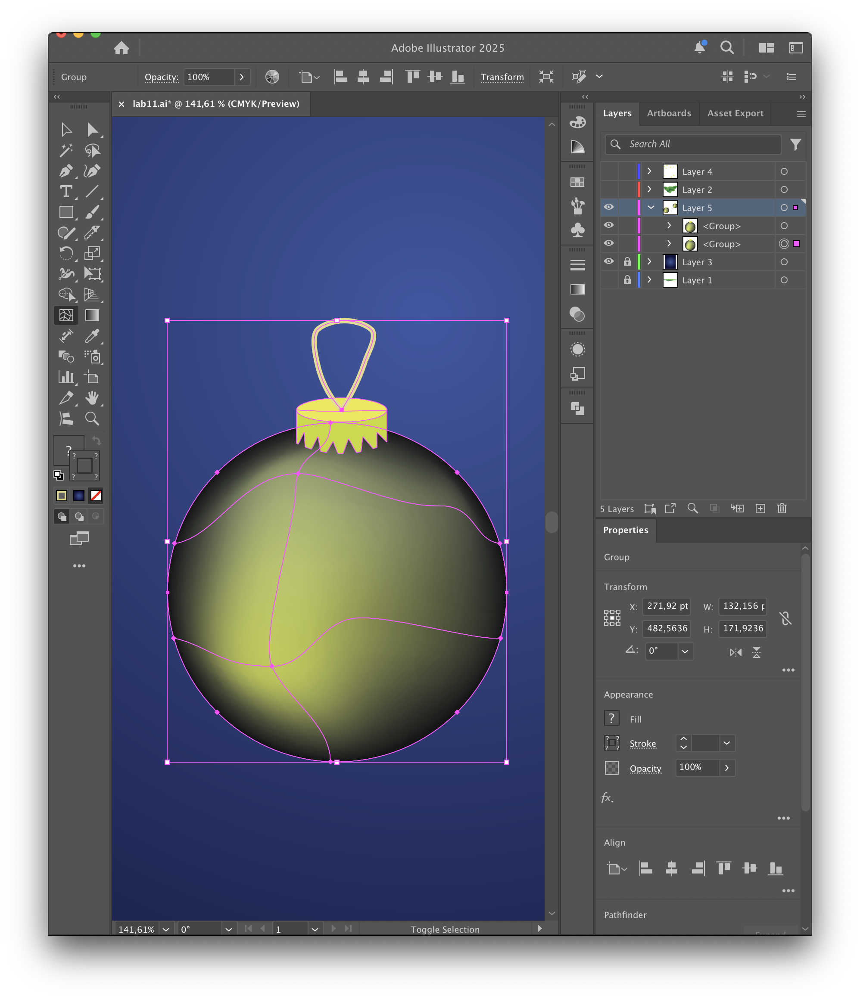 Adobe Illustrator 2025
Group
Opacity: 100%
Transform
lab11.ai* @ 141,61 % (CMYK/Preview)
Layers Artboards Asset Export
Search All
Layer 4
Layer 2
Layer 5
<Group>
<Group>
Layer 3
Layer 1
5 Layers
Properties
Group
Transform
X: 271,92 pt W: 132,156 p
Y: 482,5636 H: 171,9236
0°
Appearance
? Fill
Stroke
Opacity 100%
fx
Align
Pathfinder
141,61% 0° 1 Toggle Selection